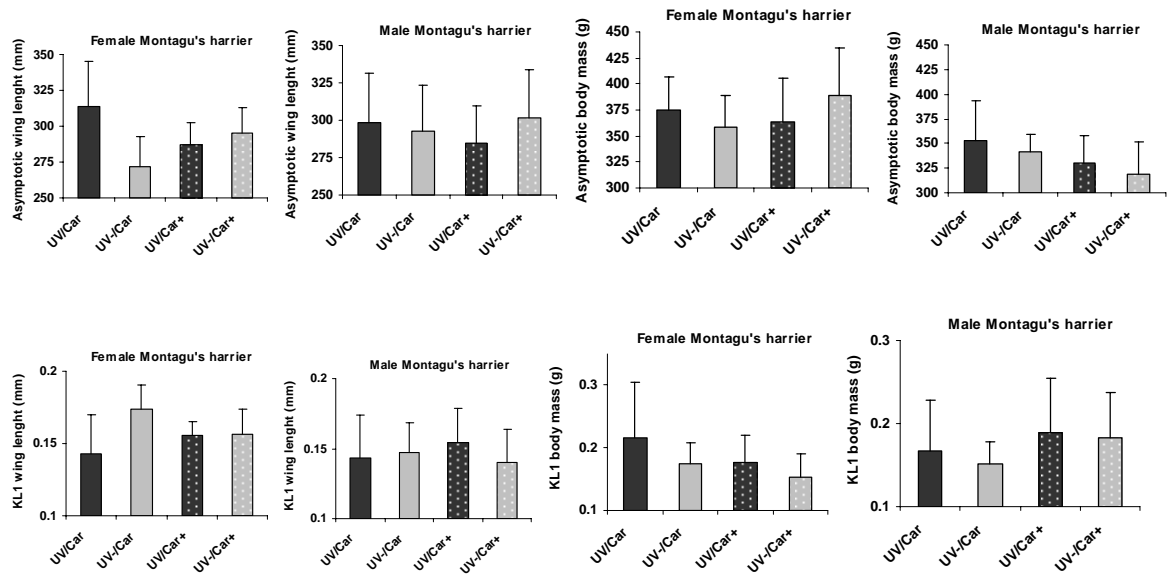 Female Montagu's harrier
Asymptotic wing lenght (mm)
350
325
300
275
250
UV/Car
UV-/Car
UV/Car+
UV-/Car+
Male Montagu's harrier
Asymptotic wing lenght (mm)
350
325
300
275
250
UV/Car
UV-/Car
UV/Car+
UV-/Car+
Female Montagu's harrier
Asymptotic body mass (g)
450
425
400
375
350
325
300
UV/Car
UV-/Car
UV/Car+
UV-/Car+
Male Montagu's harrier
Asymptotic body mass (g)
450
425
400
375
350
325
300
UV/Car
UV-/Car
UV/Car+
UV-/Car+
Female Montagu's harrier
KL1 wing lenght (mm)
0.2
0.15
0.1
UV/Car
UV-/Car
UV/Car+
UV-/Car+
Male Montagu's harrier
KL1 wing lenght (mm)
0.2
0.15
0.1
UV/Car
UV-/Car
UV/Car+
UV-/Car+
Female Montagu's harrier
KL1 body mass (g)
0.3
0.2
0.1
UV/Car
UV-/Car
UV/Car+
UV-/Car+
Male Montagu's harrier
KL1 body mass (g)
0.3
0.2
0.1
UV/Car
UV-/Car
UV/Car+
UV-/Car+